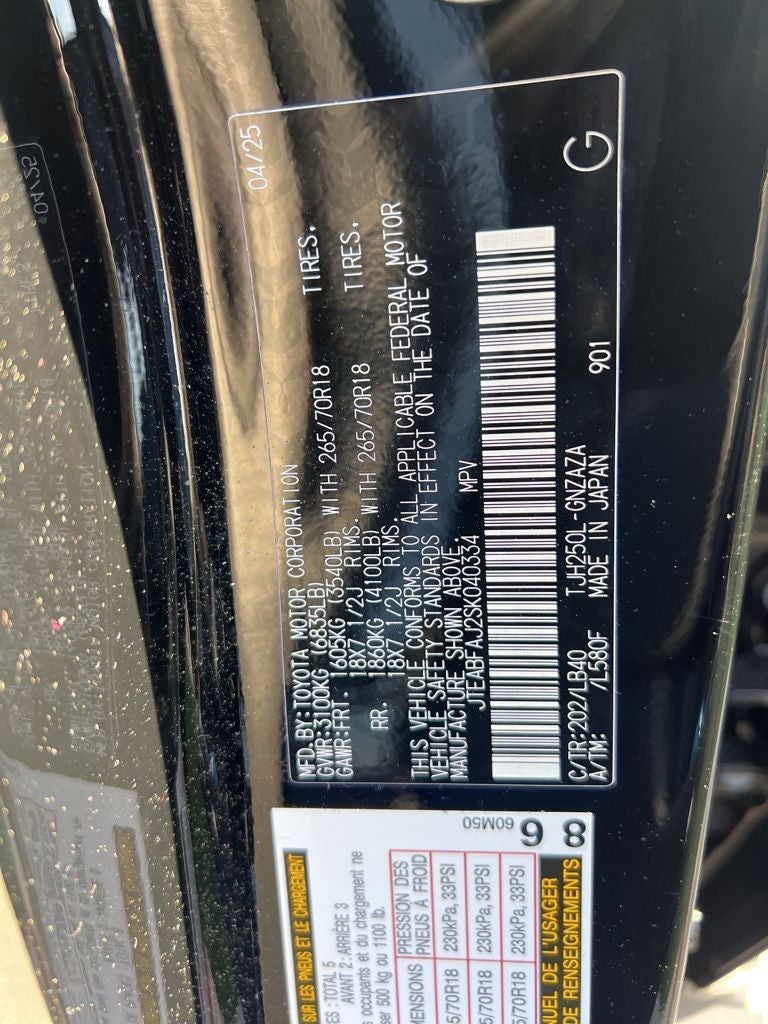 04/25
MFD.BY:TOYOTA MOTOR CORPORATION
GVWR:3100KG (6835LB)
GAWR:FRT. 1605KG (3540LB) WITH 265/70R18 TIRES,
18X7 1/2J RIMS.
RR. 1860KG (4100LB) WITH 265/70R18 TIRES,
18X7 1/2J RIMS.
THIS VEHICLE CONFORMS TO ALL APPLICABLE FEDERAL MOTOR
VEHICLE SAFETY STANDARDS IN EFFECT ON THE DATE OF
MANUFACTURE SHOWN ABOVE.
JTEABFAJ2SK040334 MPV
C/TR:202/LB40 TJH250L-GNZAZA
A/TM: /L580F MADE IN JAPAN 901
G
SUR LES PNEUS ET LE CHARGEMENT
TOTAL 5
AVANT 2: ARRIÈRE 3
occupants et du chargement ne
500 kg ou 1100 lb.
PRESSION DES
PNEUS À FROID
5/70R18 230kPa, 33PSI
5/70R18 230kPa, 33PSI
5/70R18 230kPa, 33PSI
DE L'USAGER
DE RENSEIGNEMENTS
60M50
8
6